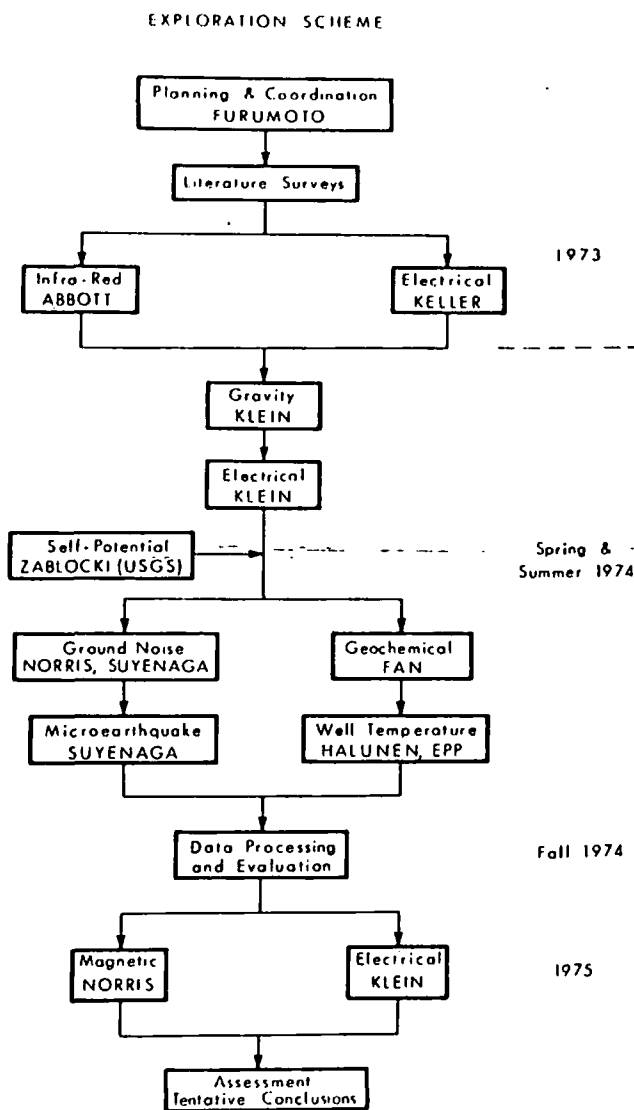 EXPLORATION SCHEME
Planning & Coordination
FURUMOTO
Literature Surveys
1973
Infra-Red
ABBOTT
Electrical
KELLER
Gravity
KLEIN
Electrical
KLEIN
Self-Potential
ZABLOCKI (USGS)
Spring &
Summer 1974
Ground Noise
NORRIS, SUYENAGA
Geochemical
FAN
Microearthquake
SUYENAGA
Well Temperature
HALUNEN, EPP
Data Processing
and Evaluation
Fall 1974
Magnetic
NORRIS
Electrical
KLEIN
1975
Assessment
Tentative Conclusions